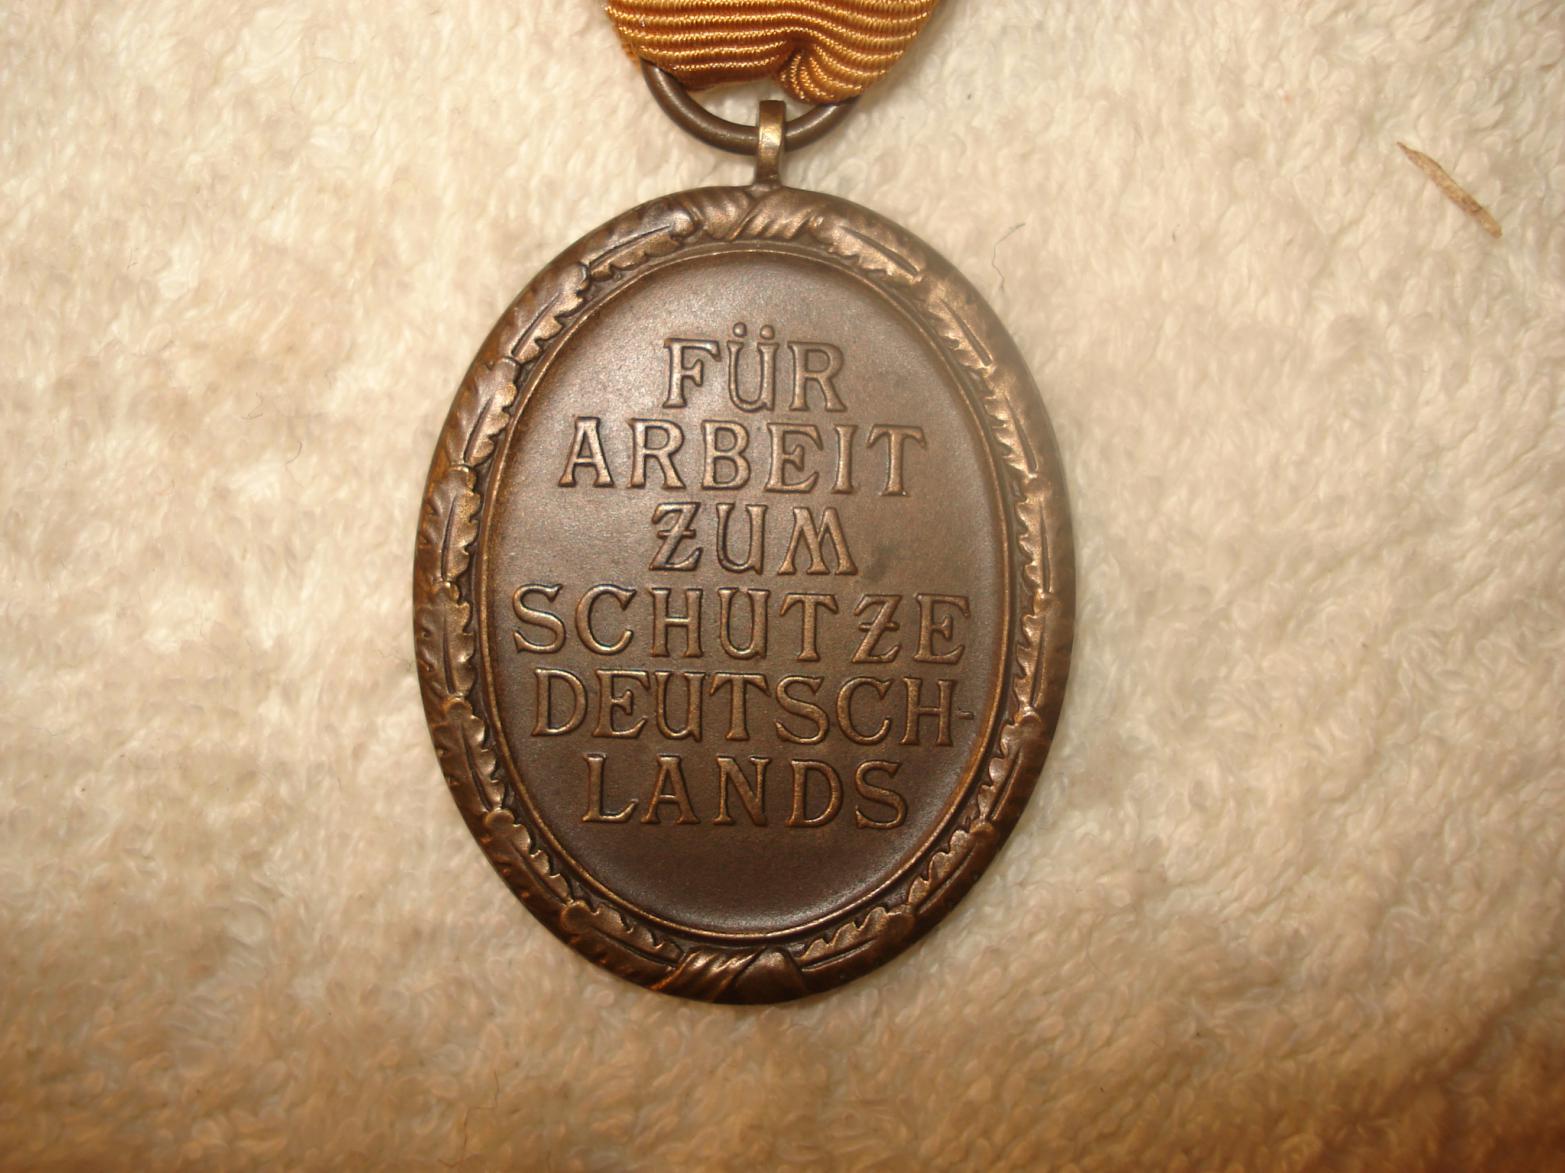 FÜR
ARBEIT
ZUM
SCHUTZE
DEUTSCH-
LANDS